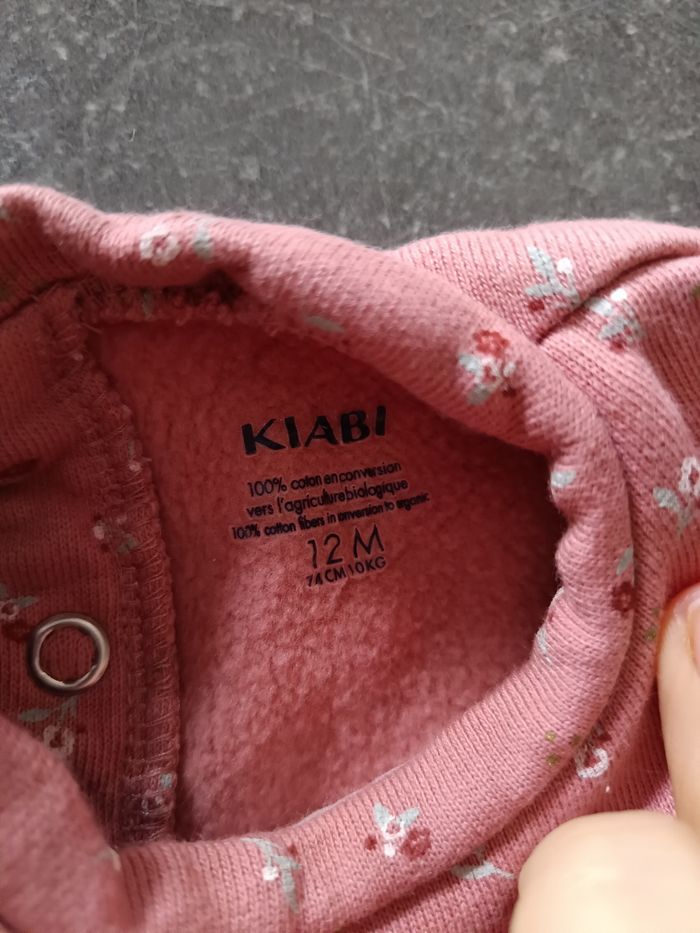 KIABI
100% coton en conversion
vers l'agriculture biologique
100% cotton fibers in conversion to organic
12 M
74 CM 10 KG